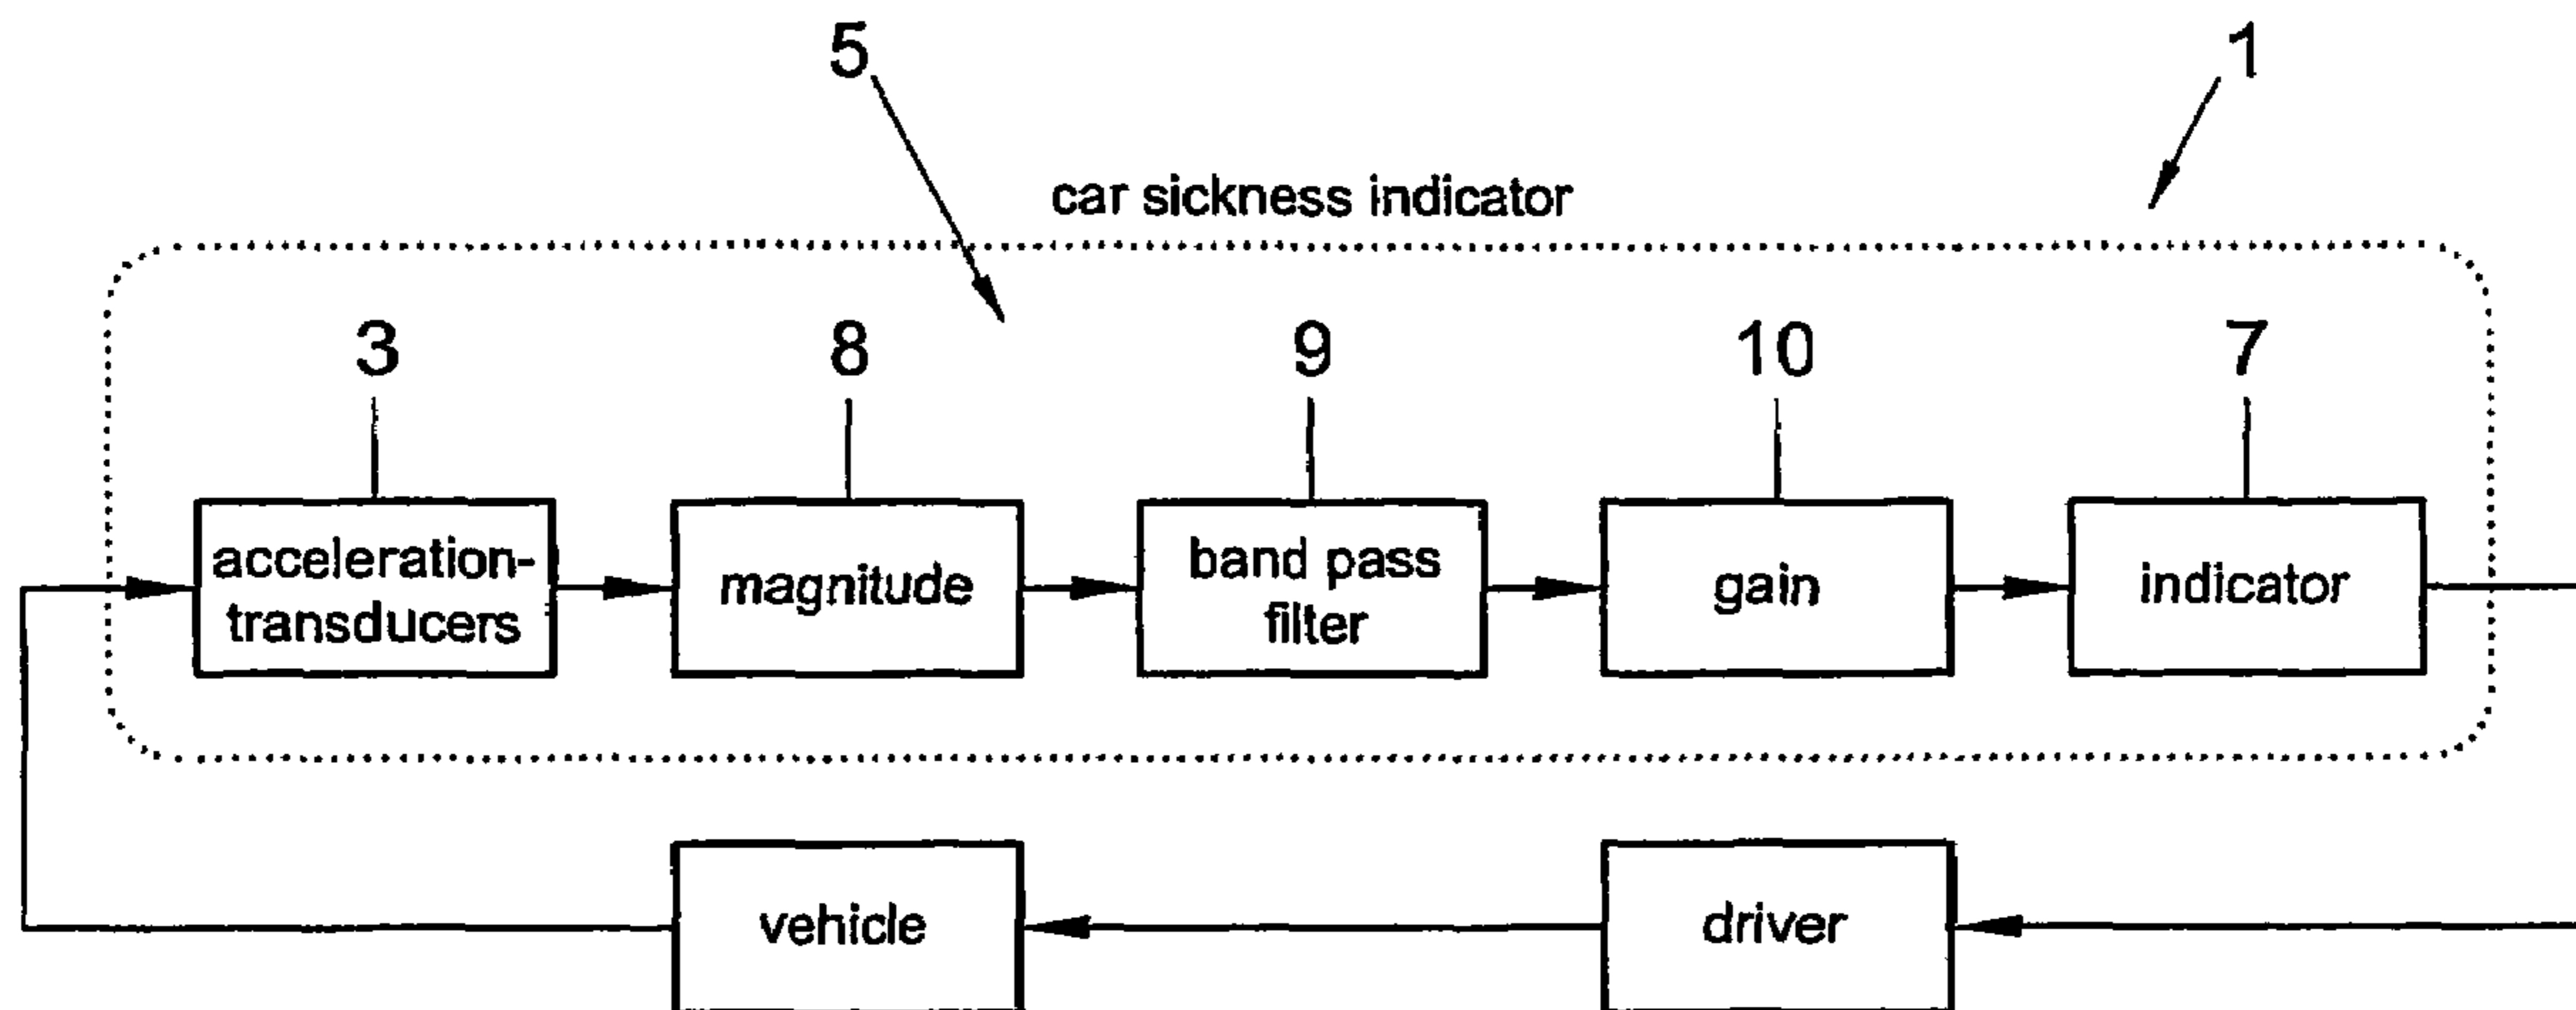 5
1
car sickness indicator
3
8
9
10
7
acceleration-
transducers
magnitude
band pass
filter
gain
indicator
vehicle
driver